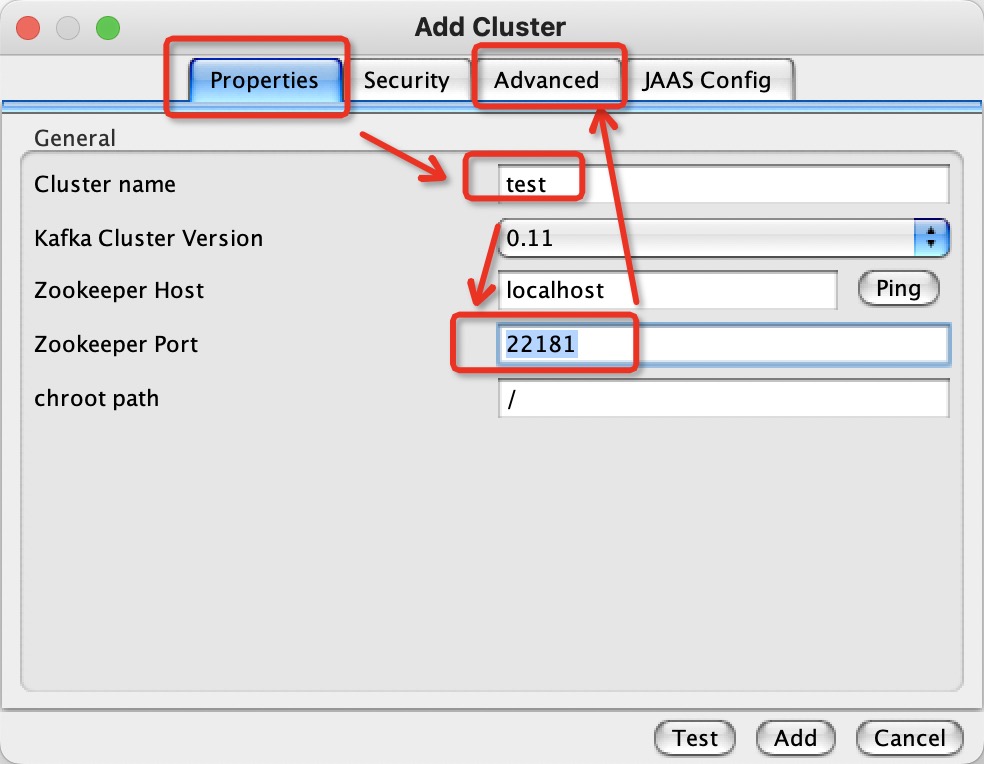 Add Cluster
Properties Security Advanced JAAS Config
General
Cluster name test
Kafka Cluster Version 0.11
Zookeeper Host localhost Ping
Zookeeper Port 22181
chroot path /
Test Add Cancel